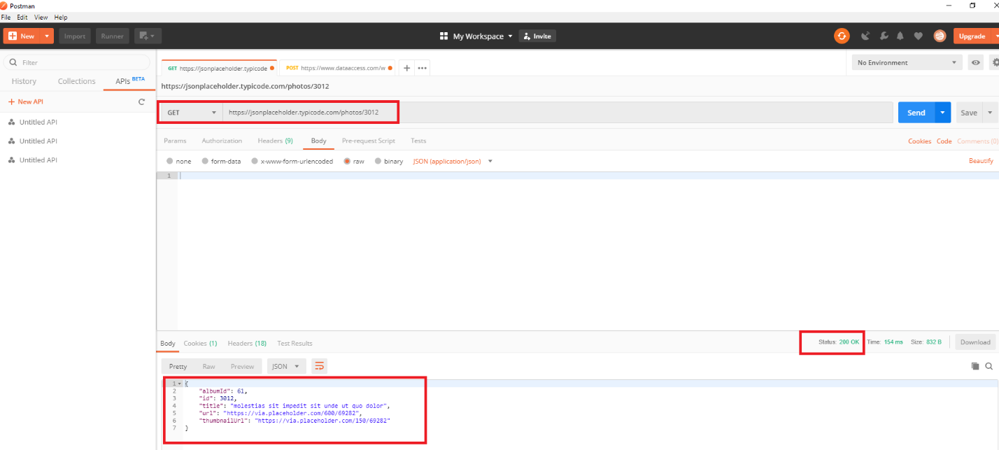 Postman
File Edit View Help
New Import Runner My Workspace Invite Upgrade
Filter
History Collections APIs BETA
New API
Untitled API
Untitled API
Untitled API
GET https://jsonplaceholder.typicode POST https://www.dataaccess.com/w + •••
No Environment
https://jsonplaceholder.typicode.com/photos/3012
GET https://jsonplaceholder.typicode.com/photos/3012 Send Save
Params Authorization Headers (9) Body Pre-request Script Tests Cookies Code Comments (0)
none form-data x-www-form-urlencoded raw binary JSON (application/json) Beautify
1
Body Cookies (1) Headers (18) Test Results Status: 200 OK Time: 154 ms Size: 832 B Download
Pretty Raw Preview JSON
1 {
2 "albumId": 61,
3 "id": 3012,
4 "title": "molestias sit impedit sit unde ut quo dolor",
5 "url": "https://via.placeholder.com/600/69282",
6 "thumbnailUrl": "https://via.placeholder.com/150/69282"
7 }